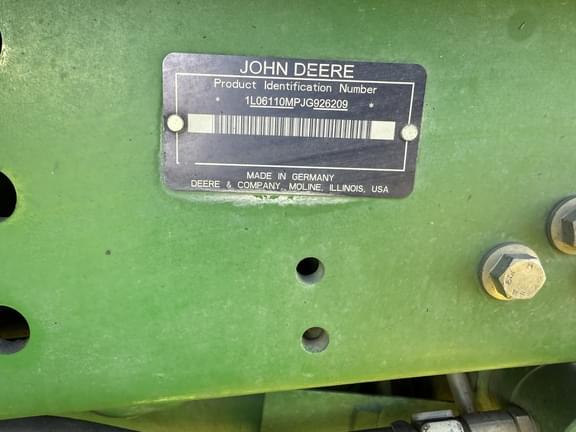 JOHN DEERE
Product Identification Number
* 1L06110MPJG926209 *
MADE IN GERMANY
DEERE & COMPANY, MOLINE, ILLINOIS, USA